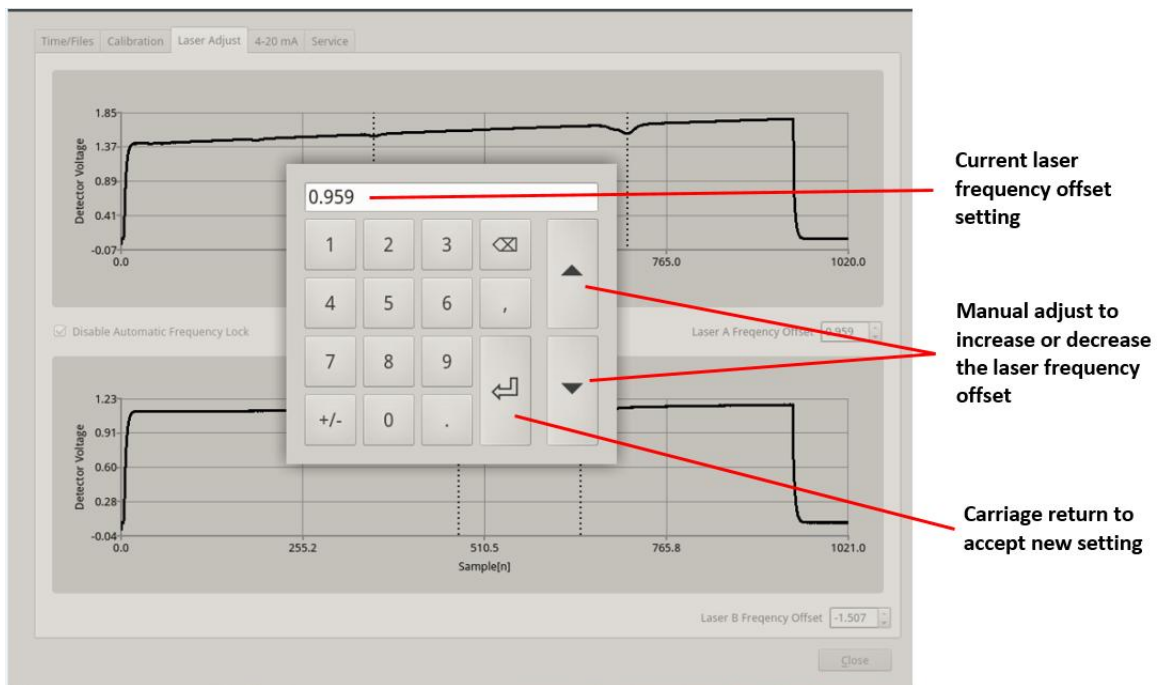 Time/Files Calibration Laser Adjust 4-20 mA Service
1.85
1.37
0.89
0.41
-0.07
Detector Voltage
0.0 765.0 1020.0
Disable Automatic Frequency Lock
Laser A Freqency Offset 0.959
0.959
1 2 3
4 5 6 ,
7 8 9
+/- 0 .
1.23
0.91
0.60
0.28
-0.04
Detector Voltage
0.0 255.2 510.5 765.8 1021.0
Sample[n]
Laser B Freqency Offset -1.507
Close
Current laser
frequency offset
setting
Manual adjust to
increase or decrease
the laser frequency
offset
Carriage return to
accept new setting